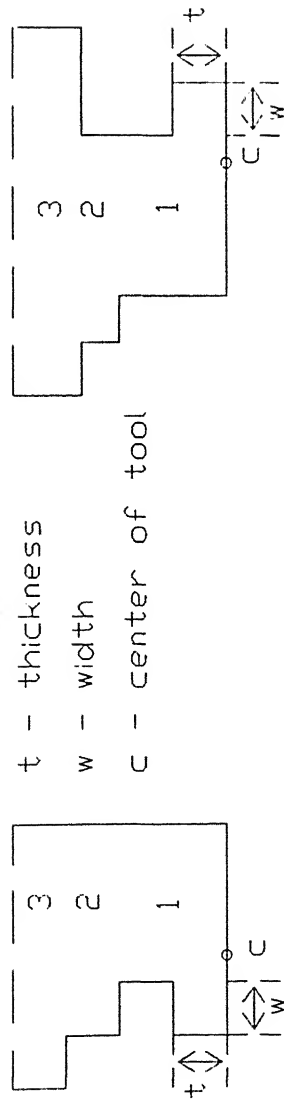 t - thickness
w - width
c - center of tool
3
2
1
t
w
c
3
2
1
t
w
c